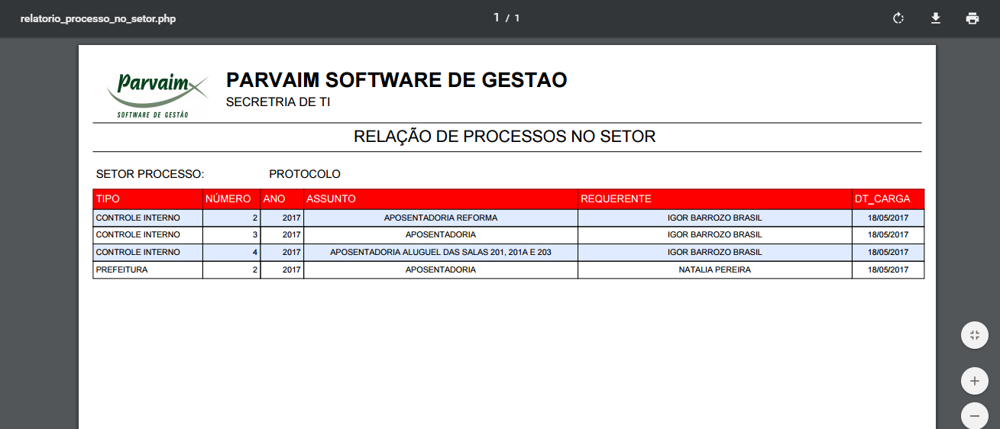 relatorio_processo_no_setor.php
1 / 1
Parvaim
SOFTWARE DE GESTÃO
PARVAIM SOFTWARE DE GESTAO
SECRETRIA DE TI
RELAÇÃO DE PROCESSOS NO SETOR
SETOR PROCESSO: PROTOCOLO
TIPO NÚMERO ANO ASSUNTO REQUERENTE DT_CARGA
CONTROLE INTERNO 2 2017 APOSENTADORIA REFORMA IGOR BARROZO BRASIL 18/05/2017
CONTROLE INTERNO 3 2017 APOSENTADORIA IGOR BARROZO BRASIL 18/05/2017
CONTROLE INTERNO 4 2017 APOSENTADORIA ALUGUEL DAS SALAS 201, 201A E 203 IGOR BARROZO BRASIL 18/05/2017
PREFEITURA 2 2017 APOSENTADORIA NATALIA PEREIRA 18/05/2017